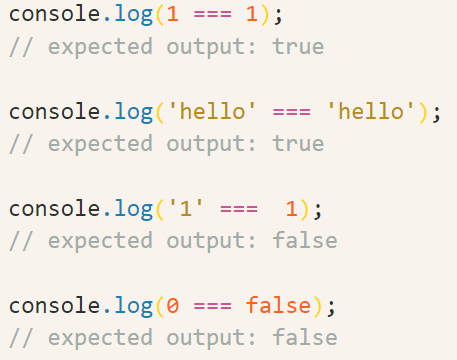 console.log(1 === 1);
// expected output: true
console.log('hello' === 'hello');
// expected output: true
console.log('1' ===  1);
// expected output: false
console.log(0 === false);
// expected output: false